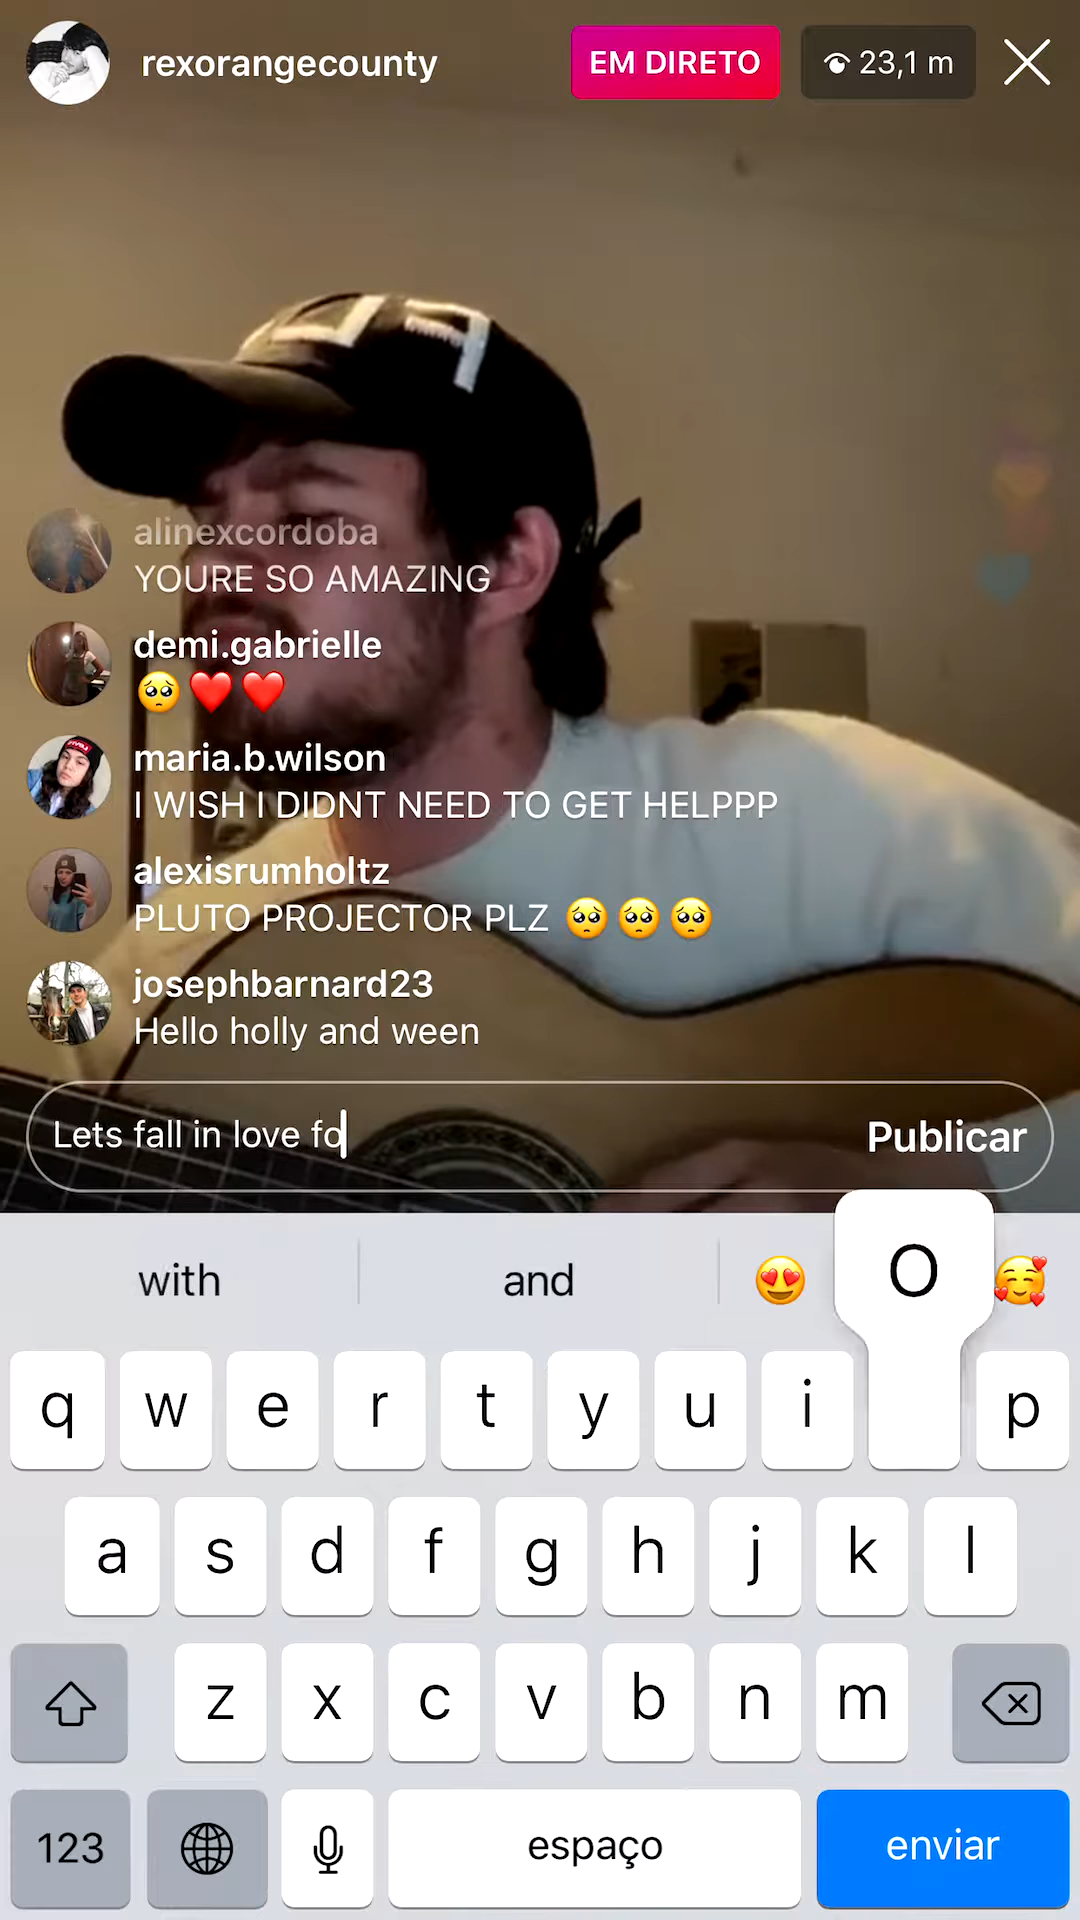 rexorangecounty
EM DIRETO
23,1 m
alinexcordoba
YOURE SO AMAZING
demi.gabrielle
🥺❤️❤️
maria.b.wilson
I WISH I DIDNT NEED TO GET HELPPP
alexisrumholtz
PLUTO PROJECTOR PLZ 🥺🥺🥺
josephbarnard23
Hello holly and ween
Lets fall in love fo
Publicar
with
and
😍
🥰
O
q w e r t y u i p
a s d f g h j k l
z x c v b n m
123
espaço
enviar